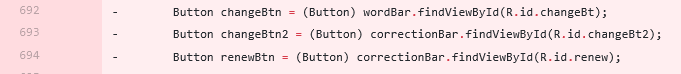 692 - Button changeBtn = (Button) wordBar.findViewById(R.id.changeBt);
693 - Button changeBtn2 = (Button) correctionBar.findViewById(R.id.changeBt2);
694 - Button renewBtn = (Button) correctionBar.findViewById(R.id.renew);